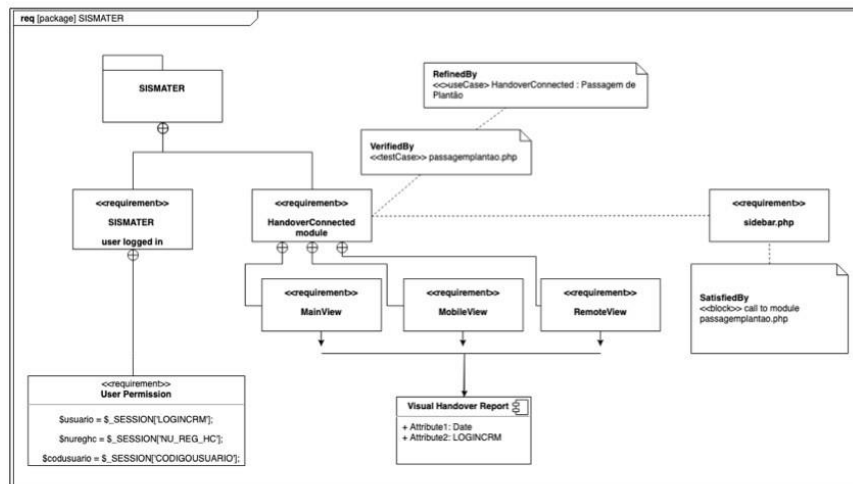 req [package] SISMATER
SISMATER
RefinedBy
<<>useCase> HandoverConnected : Passagem de
Plantão
VerifiedBy
<<testCase>> passagemplantao.php
<<requirement>>
SISMATER
user logged in
<<requirement>>
HandoverConnected
module
<<requirement>>
sidebar.php
SatisfiedBy
<<block>> call to module
passagemplantao.php
<<requirement>>
MainView
<<requirement>>
MobileView
<<requirement>>
RemoteView
<<requirement>>
User Permission
$usuario = $_SESSION['LOGINCRM'];
$nureghc = $_SESSION['NU_REG_HC'];
$codusuario = $_SESSION['CODIGOUSUARIO'];
Visual Handover Report
+ Attribute1: Date
+ Attribute2: LOGINCRM